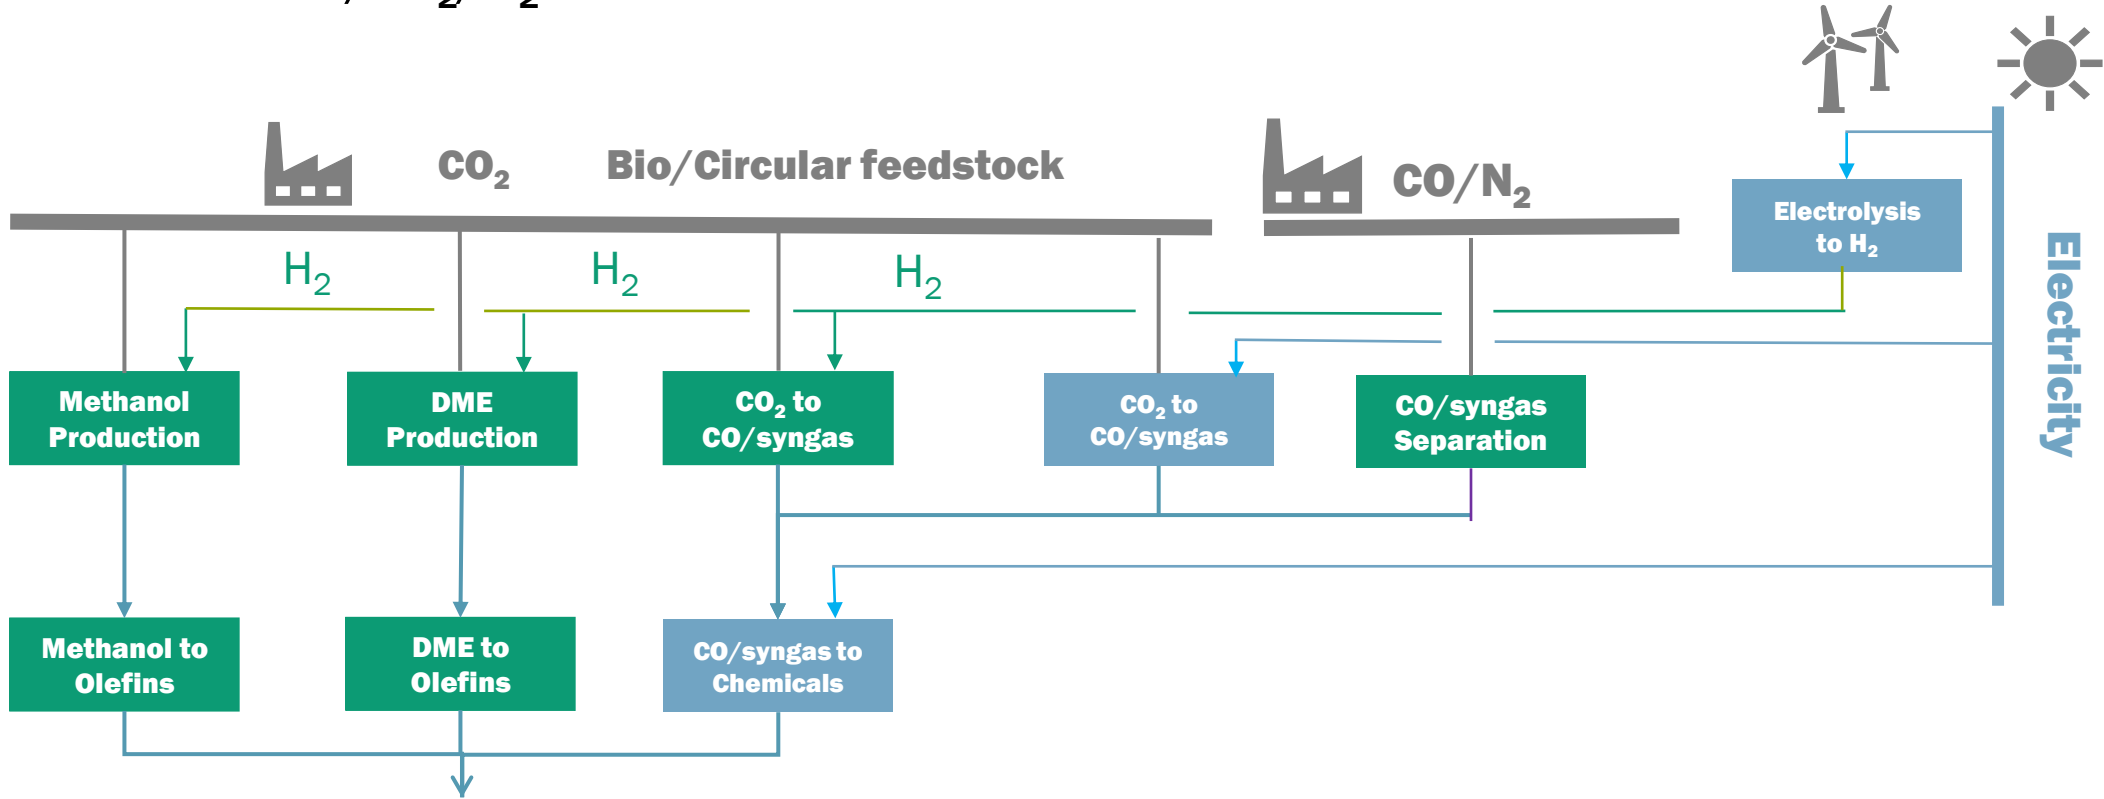 CO₂
Bio/Circular feedstock
CO/N₂
Electrolysis
to H₂
Electricity
H₂
H₂
H₂
Methanol
Production
DME
Production
CO₂ to
CO/syngas
CO₂ to
CO/syngas
CO/syngas
Separation
Methanol to
Olefins
DME to
Olefins
CO/syngas to
Chemicals